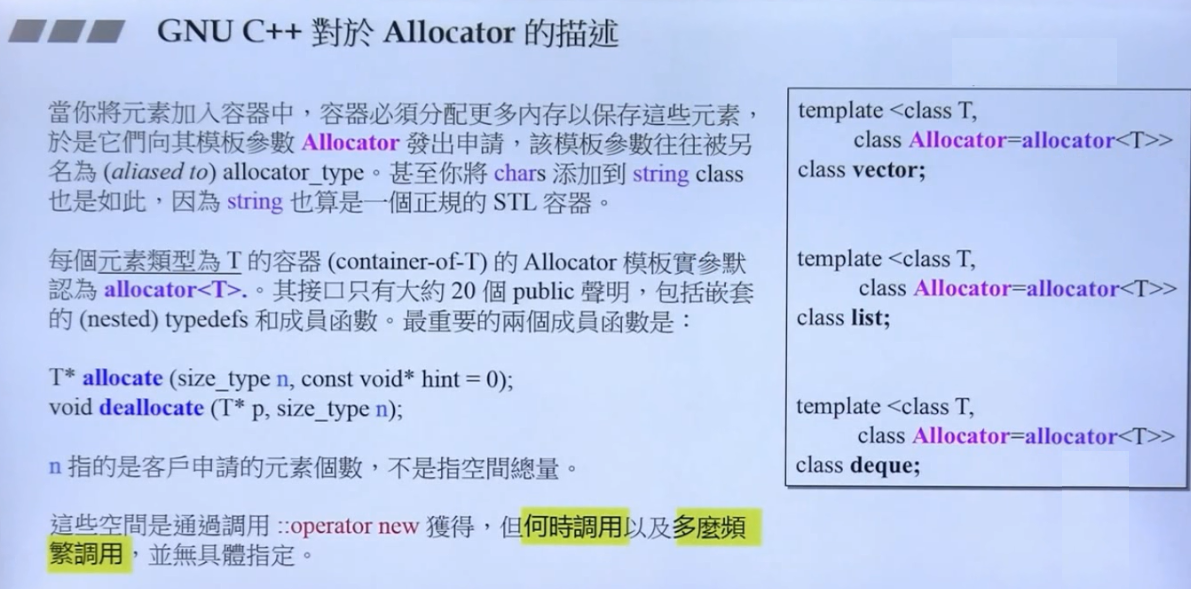 GNU C++ 對於 Allocator 的描述
當你將元素加入容器中，容器必須分配更多內存以保存這些元素，
於是它們向其模板參數 Allocator 發出申請，該模板參數往往被另
名為 (aliased to) allocator_type。甚至你將 chars 添加到 string class
也是如此，因為 string 也算是一個正規的 STL 容器。
每個元素類型為 T 的容器 (container-of-T) 的 Allocator 模板實參默
認為 allocator<T>.。其接口只有大約 20 個 public 聲明，包括嵌套
的 (nested) typedefs 和成員函數。最重要的兩個成員函數是：
T* allocate (size_type n, const void* hint = 0);
void deallocate (T* p, size_type n);
n 指的是客戶申請的元素個數，不是指空間總量。
這些空間是通過調用 ::operator new 獲得，但何時調用以及多麼頻
繁調用，並無具體指定。
template <class T,
class Allocator=allocator<T>>
class vector;
template <class T,
class Allocator=allocator<T>>
class list;
template <class T,
class Allocator=allocator<T>>
class deque;